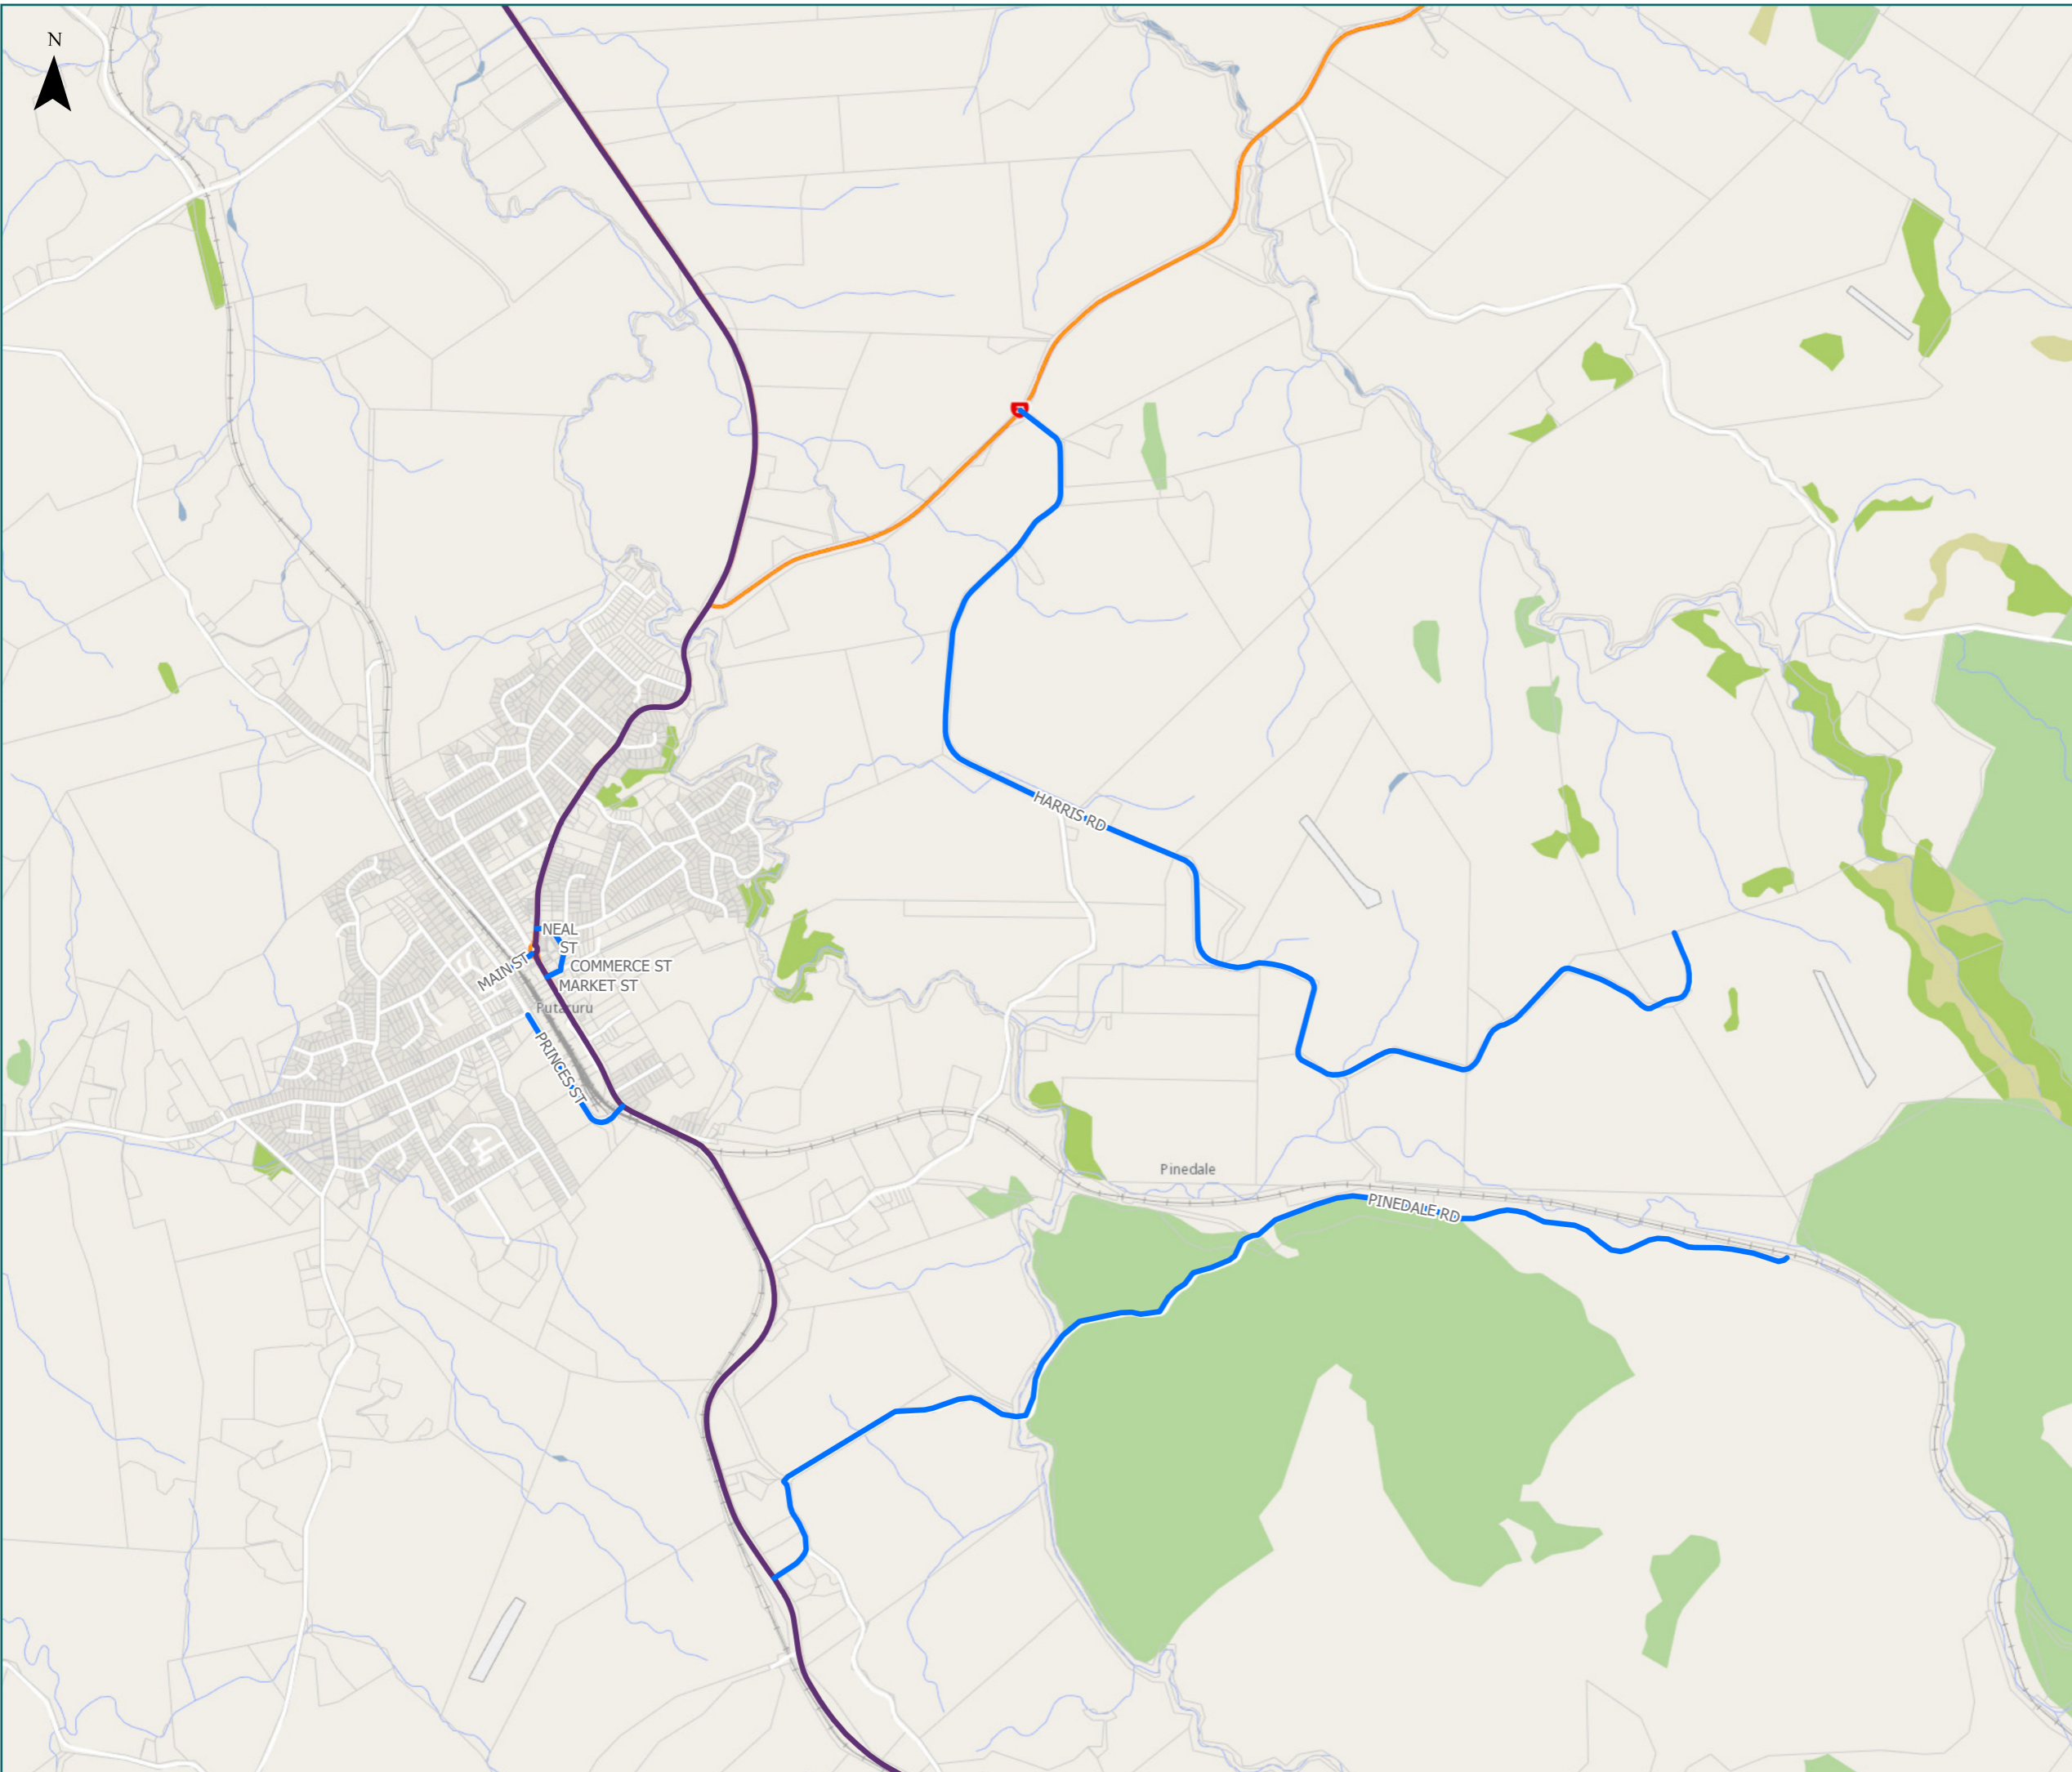 N
HARRIS RD
NEAL
ST
MAIN ST
COMMERCE ST
MARKET ST
Putaruru
PRINCES ST
Pinedale
PINEDALE RD